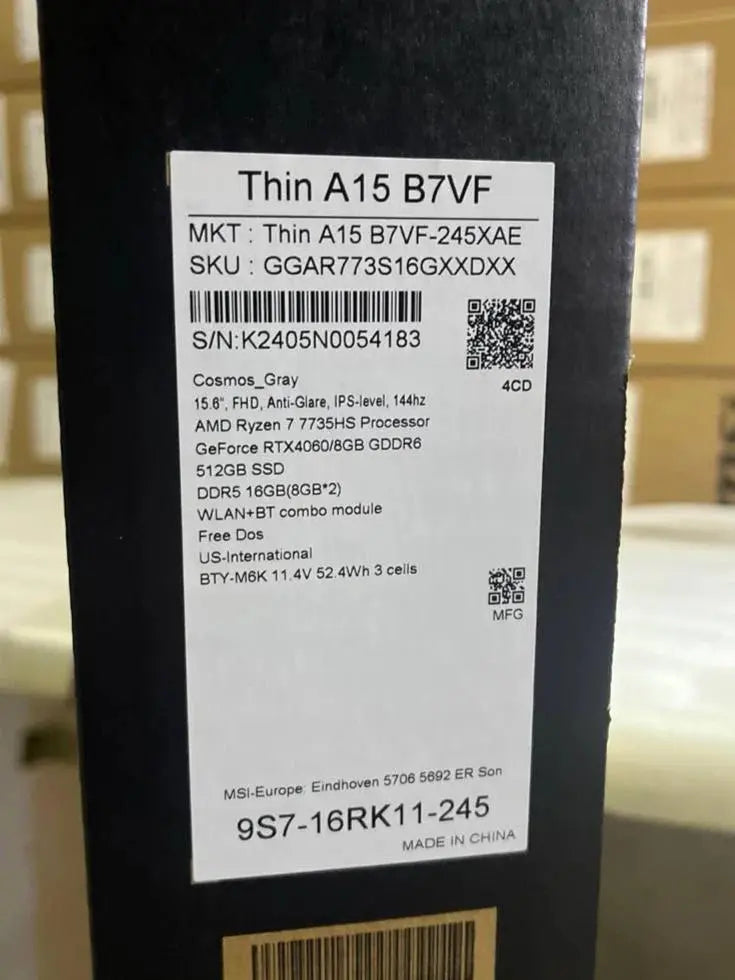 Thin A15 B7VF
MKT : Thin A15 B7VF-245XAE
SKU : GGAR773S16GXXDXX
S/N:K2405N0054183
4CD
Cosmos_Gray
15.6", FHD, Anti-Glare, IPS-level, 144hz
AMD Ryzen 7 7735HS Processor
GeForce RTX4060/8GB GDDR6
512GB SSD
DDR5 16GB(8GB*2)
WLAN+BT combo module
Free Dos
US-International
BTY-M6K 11.4V 52.4Wh 3 cells
MFG
MSI-Europe: Eindhoven 5706 5692 ER Son
9S7-16RK11-245
MADE IN CHINA